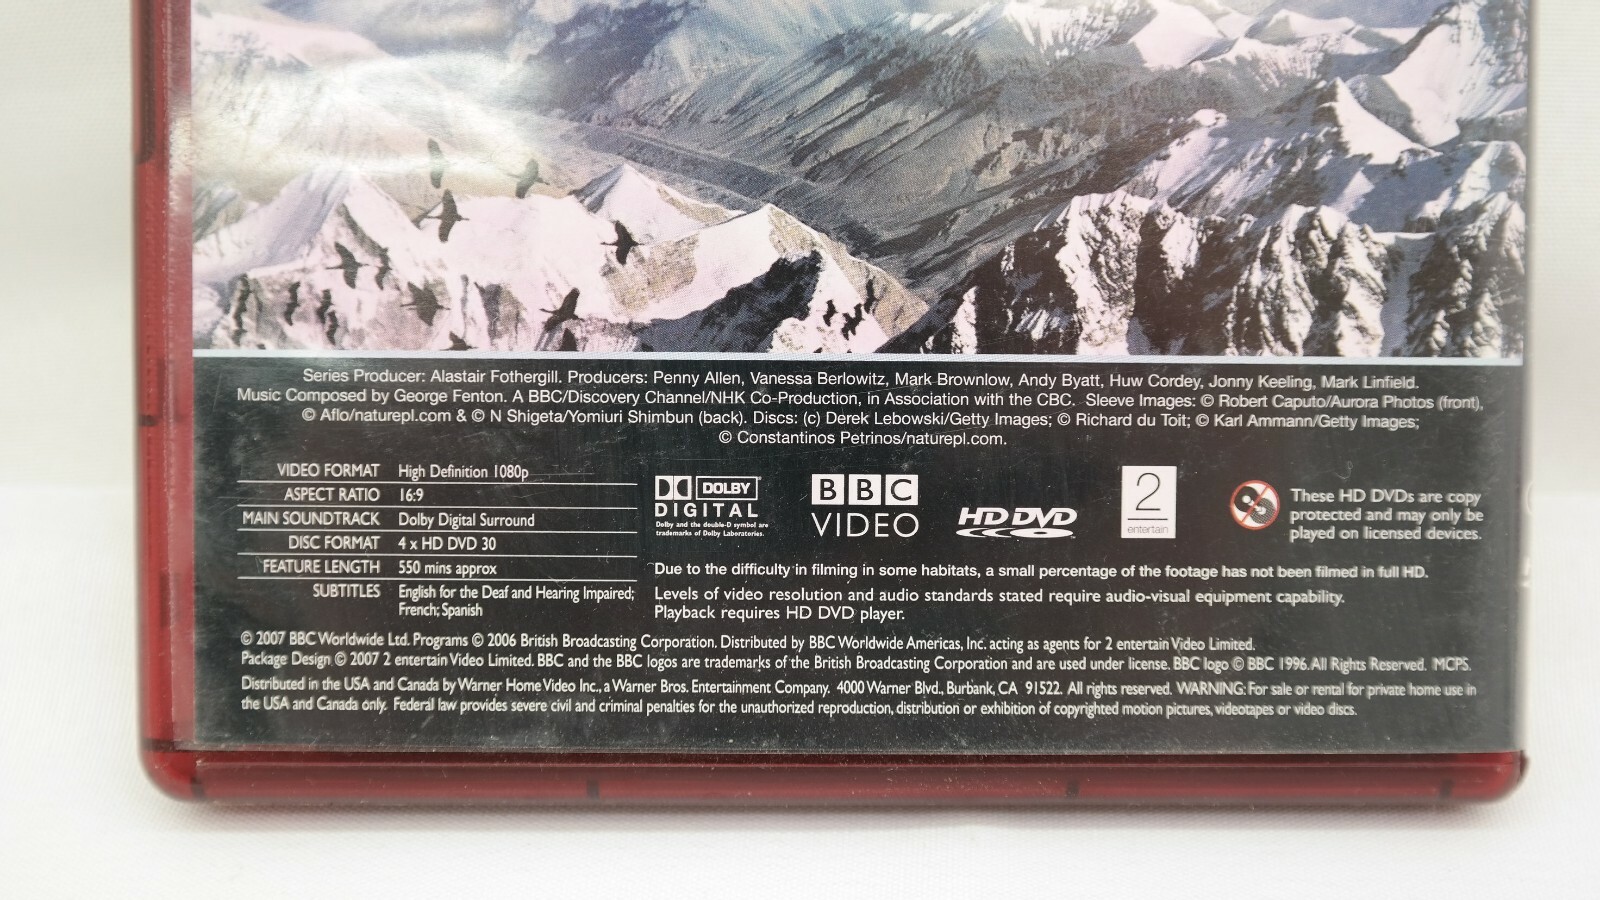 Series Producer: Alastair Fothergill. Producers: Penny Allen, Vanessa Berlowitz, Mark Brownlow, Andy Byatt, Huw Cordey, Jonny Keeling, Mark Linfield.
Music Composed by George Fenton. A BBC/Discovery Channel/NHK Co-Production, in Association with the CBC. Sleeve Images: © Robert Caputo/Aurora Photos (front),
© Aflo/naturepl.com & © N Shigeta/Yomiuri Shimbun (back). Discs: (c) Derek Lebowski/Getty Images; © Richard du Toit; © Karl Ammann/Getty Images;
© Constantinos Petrinos/naturepl.com.
VIDEO FORMAT High Definition 1080p
ASPECT RATIO 16:9
MAIN SOUNDTRACK Dolby Digital Surround
DISC FORMAT 4 x HD DVD 30
FEATURE LENGTH 550 mins approx
SUBTITLES English for the Deaf and Hearing Impaired;
French; Spanish
DOLBY
DIGITAL
Dolby and the double-D symbol are
trademarks of Dolby Laboratories.
BBC
VIDEO
HD DVD
2
entertain
These HD DVDs are copy
protected and may only be
played on licensed devices.
Due to the difficulty in filming in some habitats, a small percentage of the footage has not been filmed in full HD.
Levels of video resolution and audio standards stated require audio-visual equipment capability.
Playback requires HD DVD player.
© 2007 BBC Worldwide Ltd. Programs © 2006 British Broadcasting Corporation. Distributed by BBC Worldwide Americas, Inc. acting as agents for 2 entertain Video Limited.
Package Design © 2007 2 entertain Video Limited. BBC and the BBC logos are trademarks of the British Broadcasting Corporation and are used under license. BBC logo © BBC 1996. All Rights Reserved. MCPS.
Distributed in the USA and Canada by Warner Home Video Inc., a Warner Bros. Entertainment Company. 4000 Warner Blvd., Burbank, CA 91522. All rights reserved. WARNING: For sale or rental for private home use in
the USA and Canada only. Federal law provides severe civil and criminal penalties for the unauthorized reproduction, distribution or exhibition of copyrighted motion pictures, videotapes or video discs.